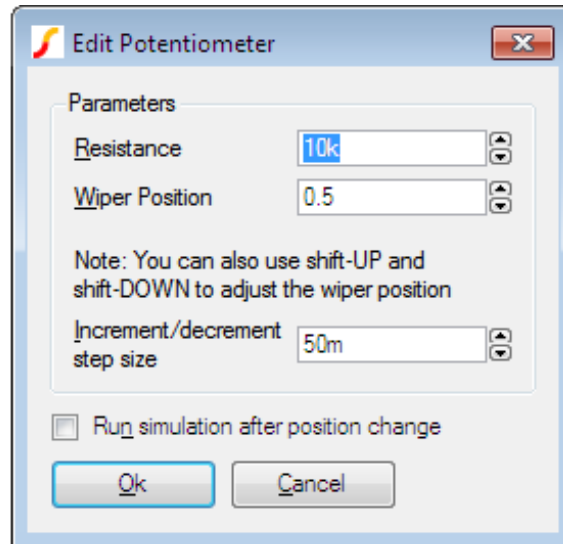 Edit Potentiometer
Parameters
Resistance 10k
Wiper Position 0.5
Note: You can also use shift-UP and
shift-DOWN to adjust the wiper position
Increment/decrement
step size 50m
Run simulation after position change
Ok Cancel